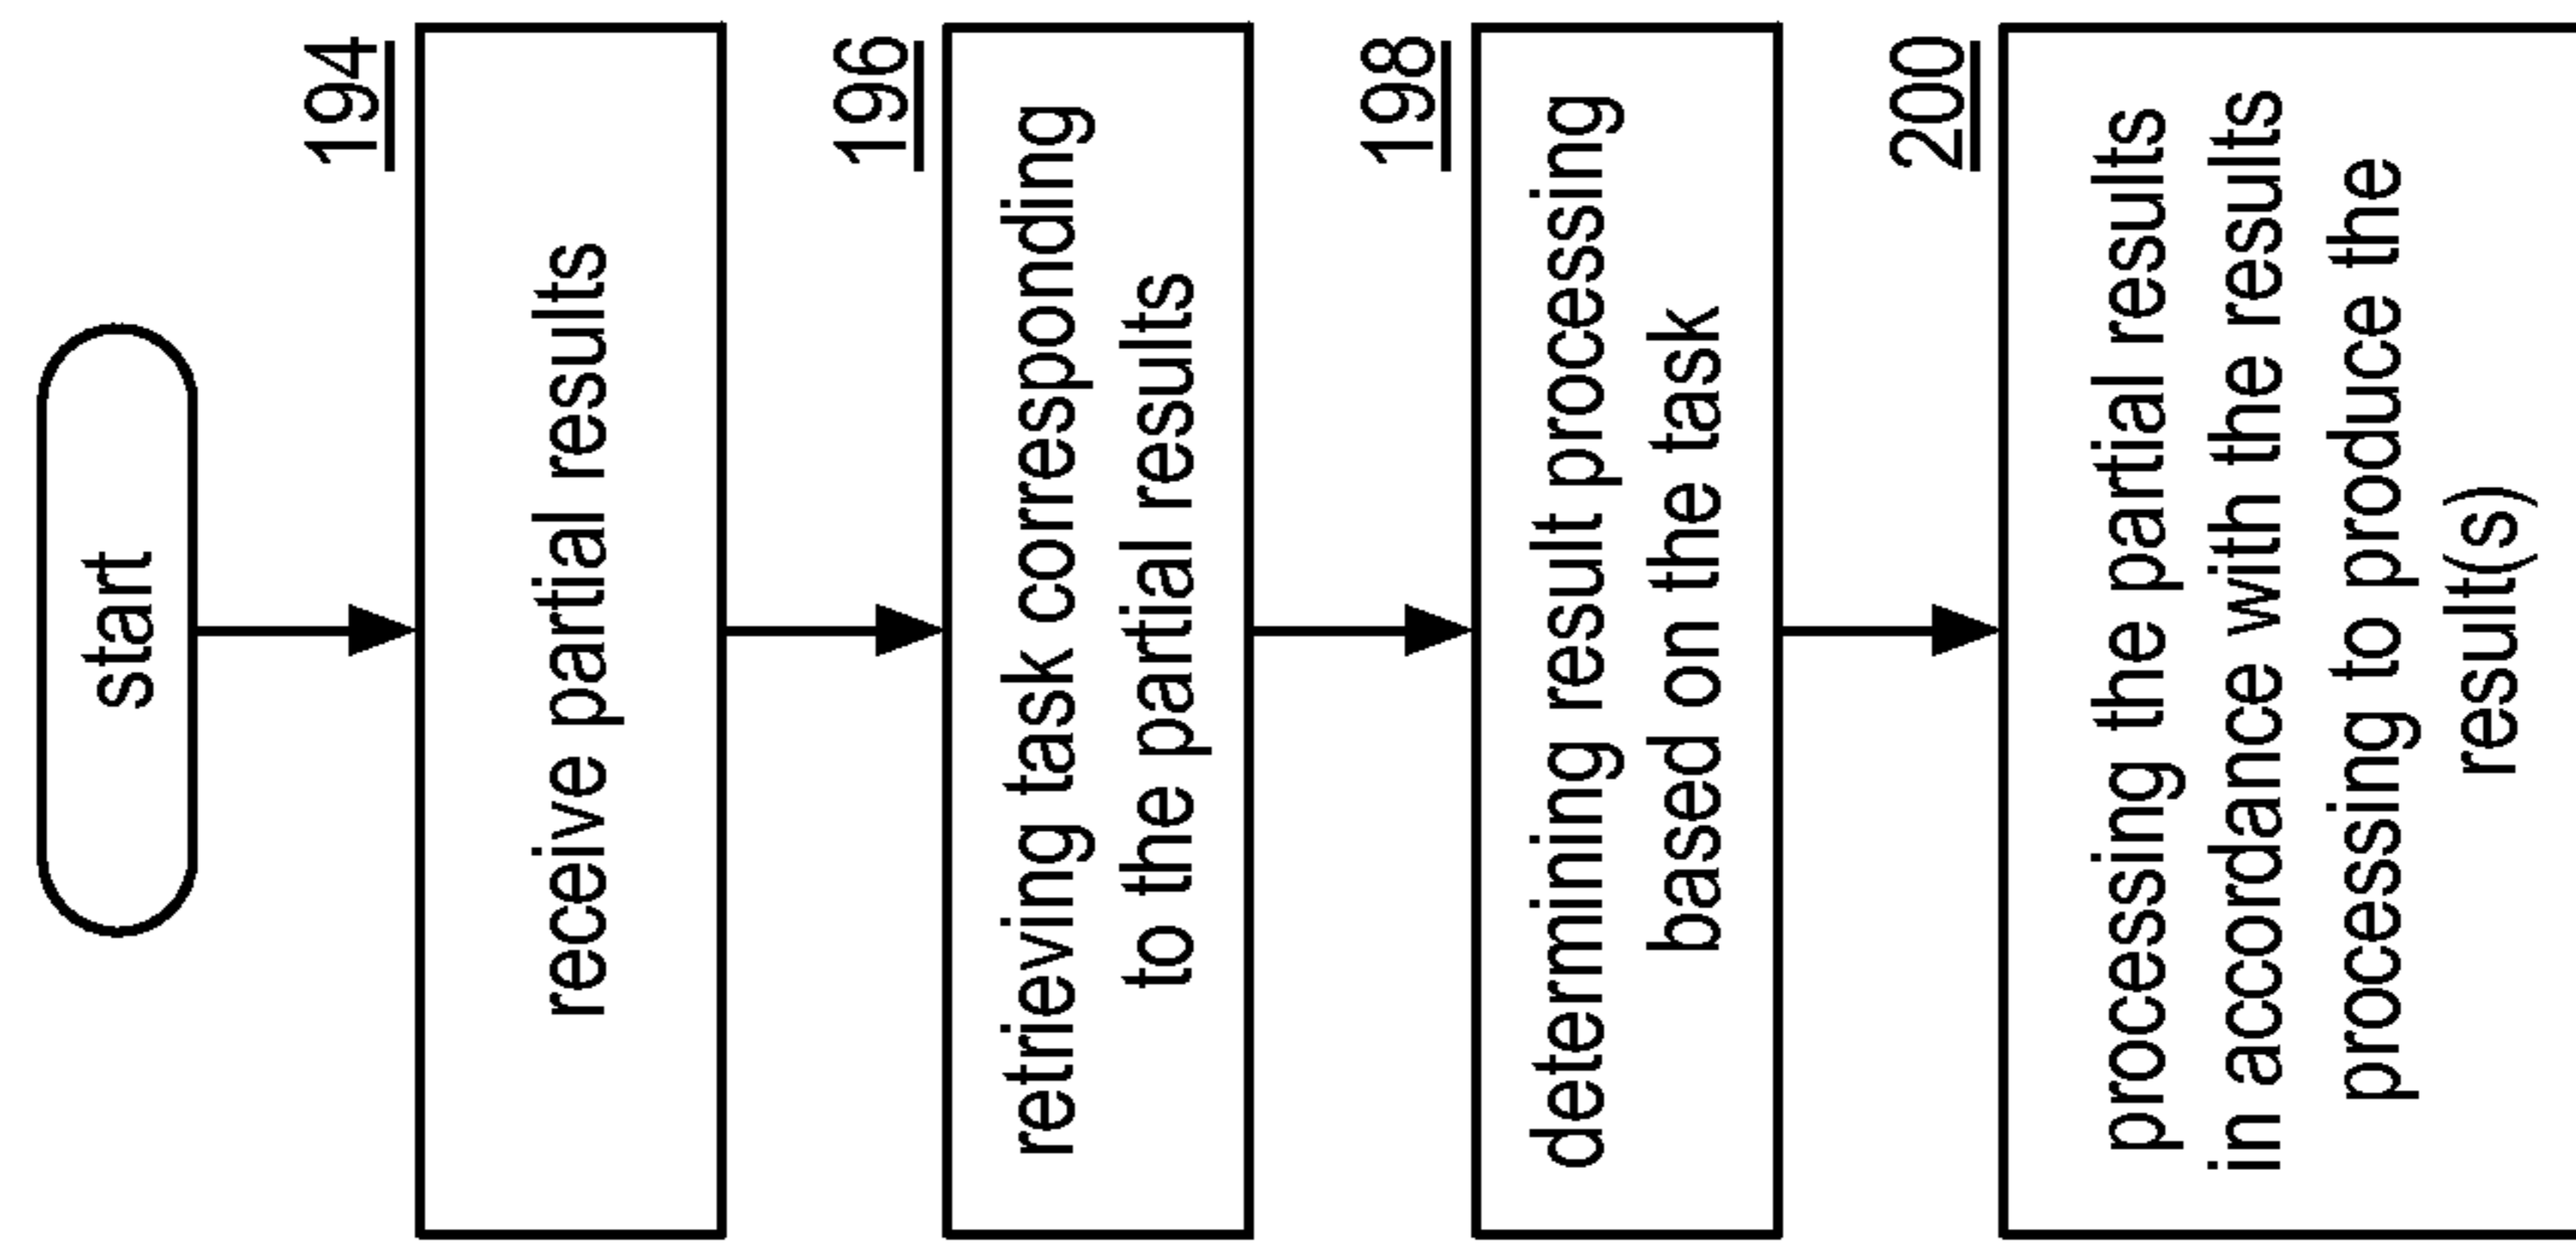 start
194
receive partial results
196
retrieving task corresponding
to the partial results
198
determining result processing
based on the task
200
processing the partial results
in accordance with the results
processing to produce the
result(s)